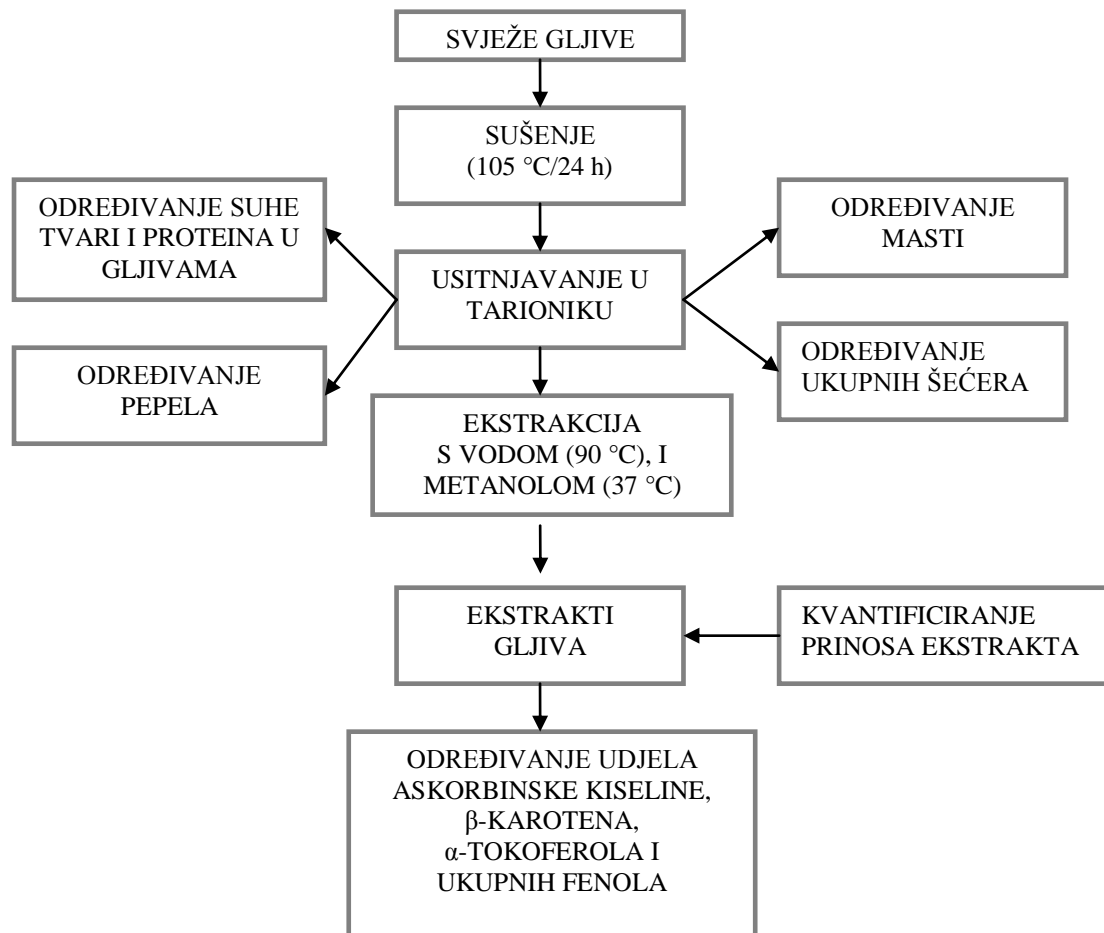 SVJEŽE GLJIVE
SUŠENJE
(105 °C/24 h)
ODREĐIVANJE SUHE
TVARI I PROTEINA U
GLJIVAMA
ODREĐIVANJE
MASTI
USITNJAVANJE U
TARIONIKU
ODREĐIVANJE
PEPELA
ODREĐIVANJE
UKUPNIH ŠEĆERA
EKSTRAKCIJA
S VODOM (90 °C), I
METANOLOM (37 °C)
EKSTRAKTI
GLJIVA
KVANTIFICIRANJE
PRINOSA EKSTRAKTA
ODREĐIVANJE UDJELA
ASKORBINSKE KISELINE,
β-KAROTENA,
α-TOKOFEROLA I
UKUPNIH FENOLA